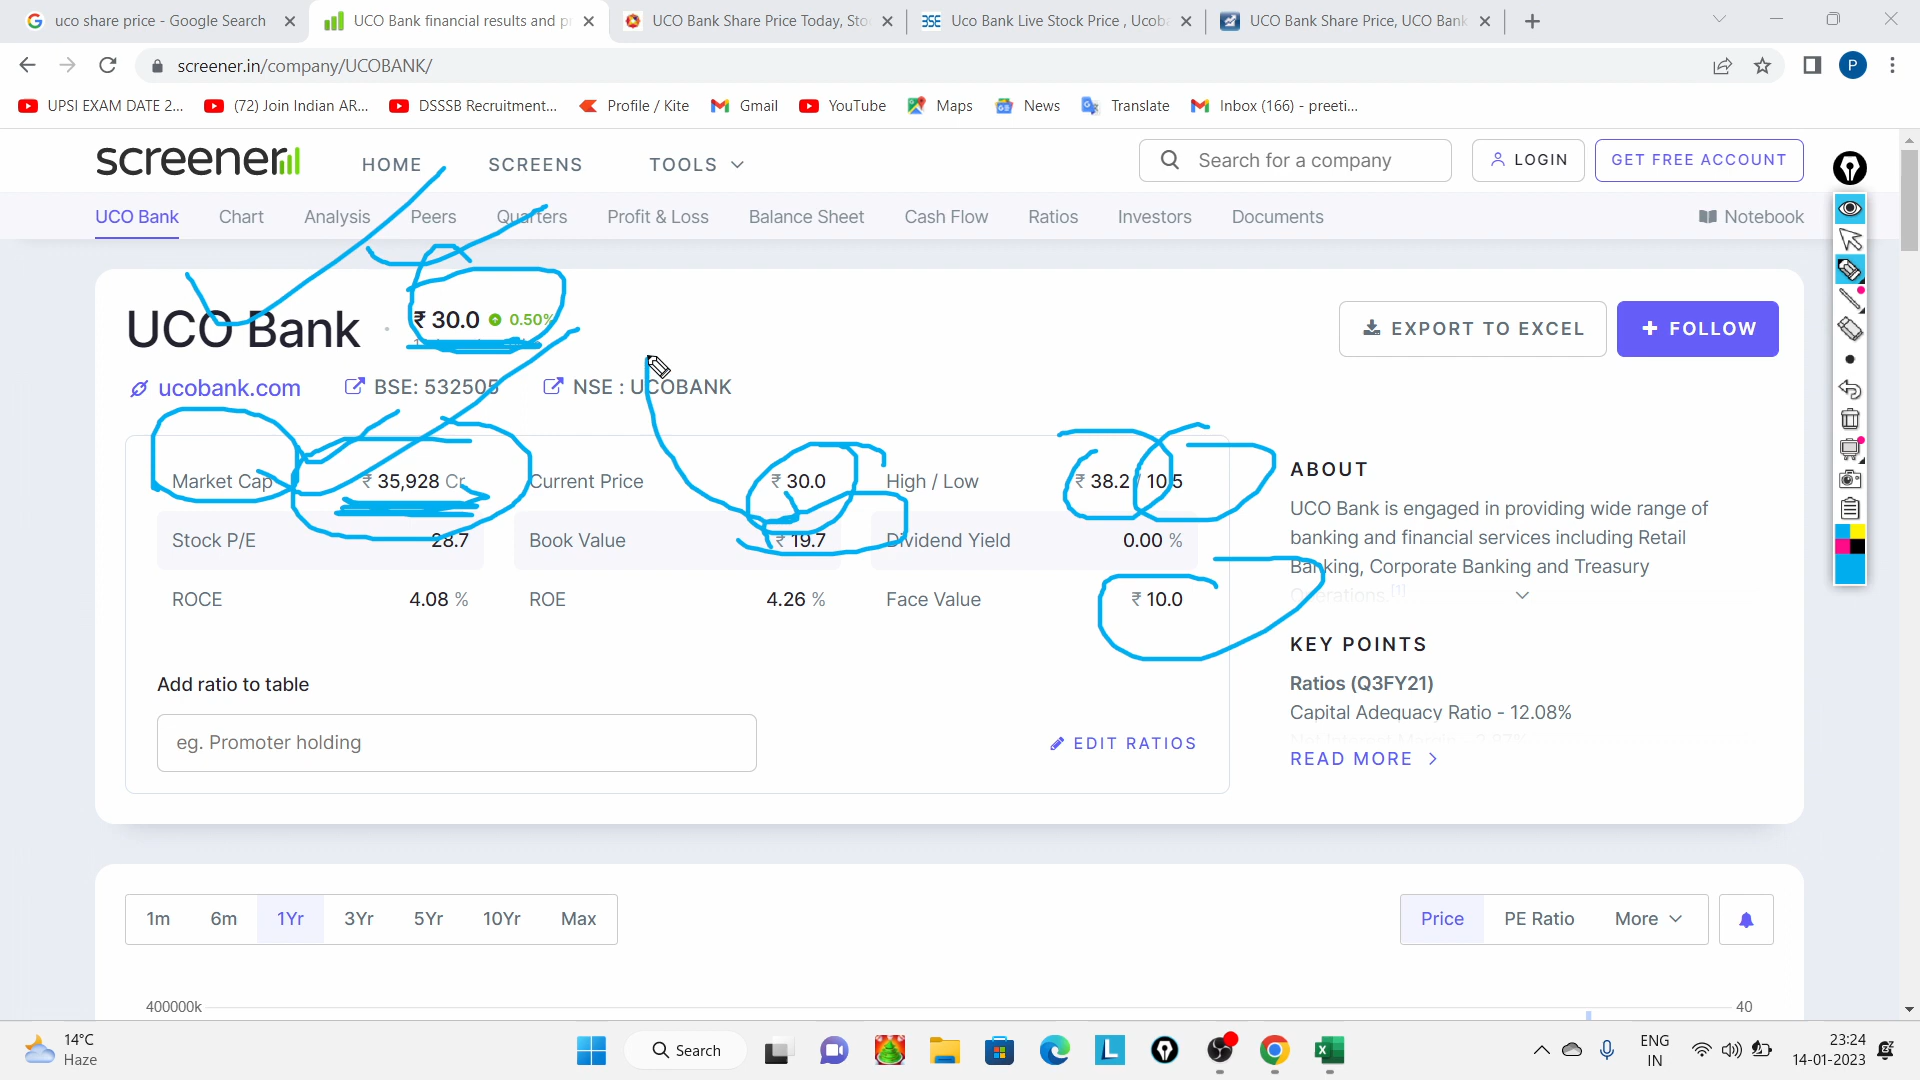 uco share price - Google Search
UCO Bank financial results and p
UCO Bank Share Price Today, Sto
BSE Uco Bank Live Stock Price , Ucob
UCO Bank Share Price, UCO Bank
screener.in/company/UCOBANK/
P
UPSI EXAM DATE 2...
(72) Join Indian AR...
DSSSB Recruitment...
Profile / Kite
Gmail
YouTube
Maps
News
Translate
Inbox (166) - preeti...
screener
HOME
SCREENS
TOOLS
Search for a company
LOGIN
GET FREE ACCOUNT
UCO Bank
Chart
Analysis
Peers
Quarters
Profit & Loss
Balance Sheet
Cash Flow
Ratios
Investors
Documents
Notebook
UCO Bank
₹ 30.0 0.50%
EXPORT TO EXCEL
+ FOLLOW
ucobank.com
BSE: 532505
NSE : UCOBANK
Market Cap ₹ 35,928 Cr.
Current Price ₹ 30.0
High / Low ₹ 38.2 / 10.5
Stock P/E 28.7
Book Value ₹ 19.7
Dividend Yield 0.00 %
ROCE 4.08 %
ROE 4.26 %
Face Value ₹ 10.0
Add ratio to table
eg. Promoter holding
EDIT RATIOS
ABOUT
UCO Bank is engaged in providing wide range of
banking and financial services including Retail
Banking, Corporate Banking and Treasury
Operations.[1]
KEY POINTS
Ratios (Q3FY21)
Capital Adequacy Ratio - 12.08%
READ MORE
1m
6m
1Yr
3Yr
5Yr
10Yr
Max
Price
PE Ratio
More
400000k
40
14°C
Haze
Search
ENG
IN
23:24
14-01-2023